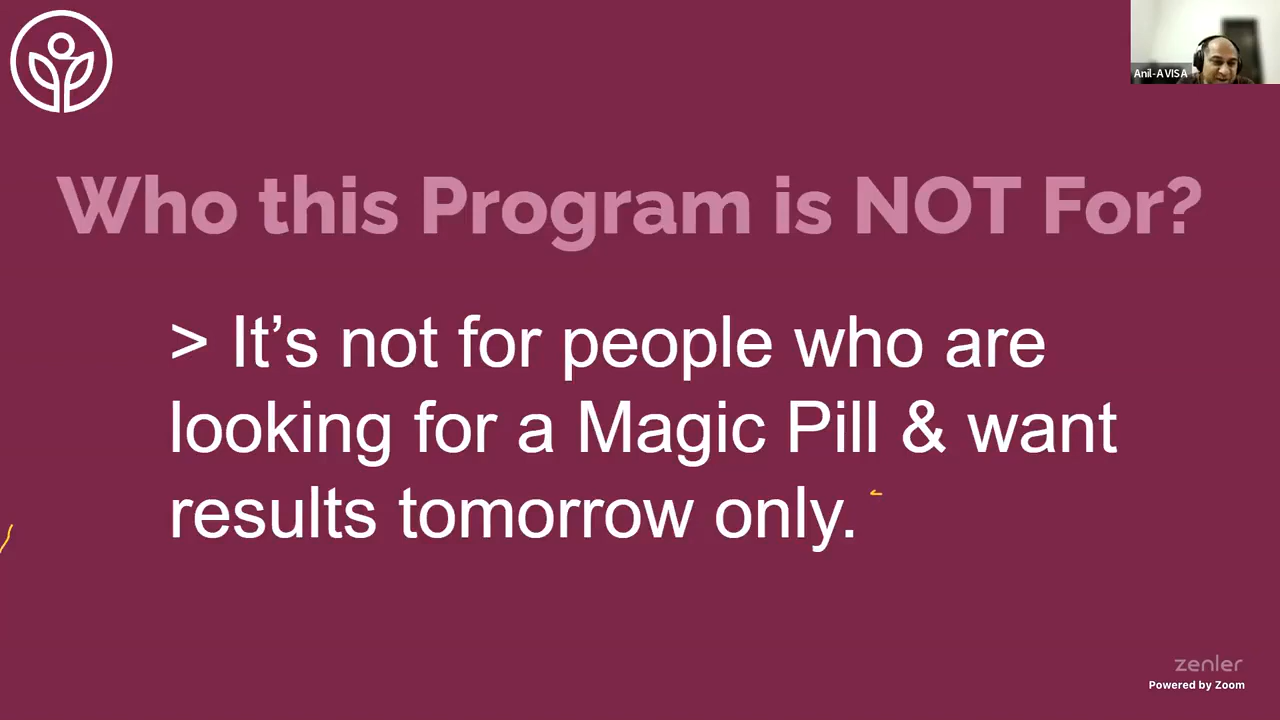 Anil-AVISA
Who this Program is NOT For?
> It’s not for people who are
looking for a Magic Pill & want
results tomorrow only.
zenler
Powered by Zoom